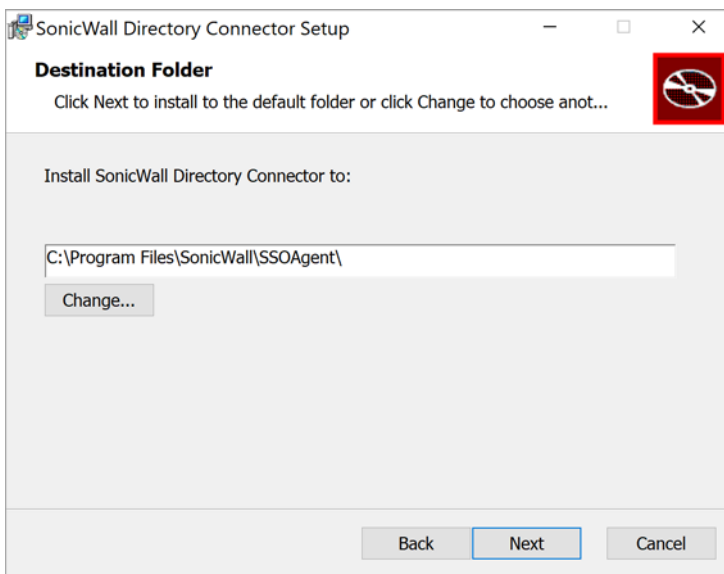 SonicWall Directory Connector Setup
Destination Folder
Click Next to install to the default folder or click Change to choose anot...
Install SonicWall Directory Connector to:
C:\Program Files\SonicWall\SSOAgent\
Change...
Back Next Cancel